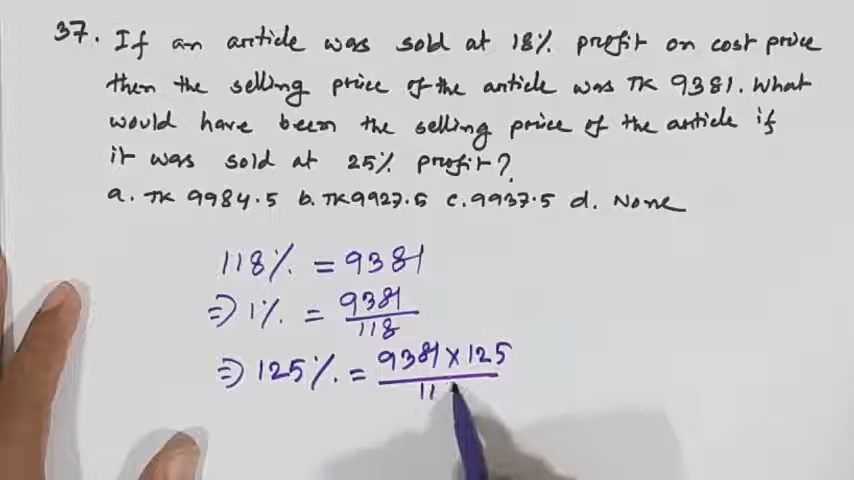 37. If an article was sold at 18% profit on cost price
then the selling price of the article was TK 9381. What
would have been the selling price of the article if
it was sold at 25% profit?
a. TK 9984.5 b. TK 9927.5 c. 9937.5 d. None
118% = 9381
⇒ 1% = 9381/118
⇒ 125% = 9381×125/11